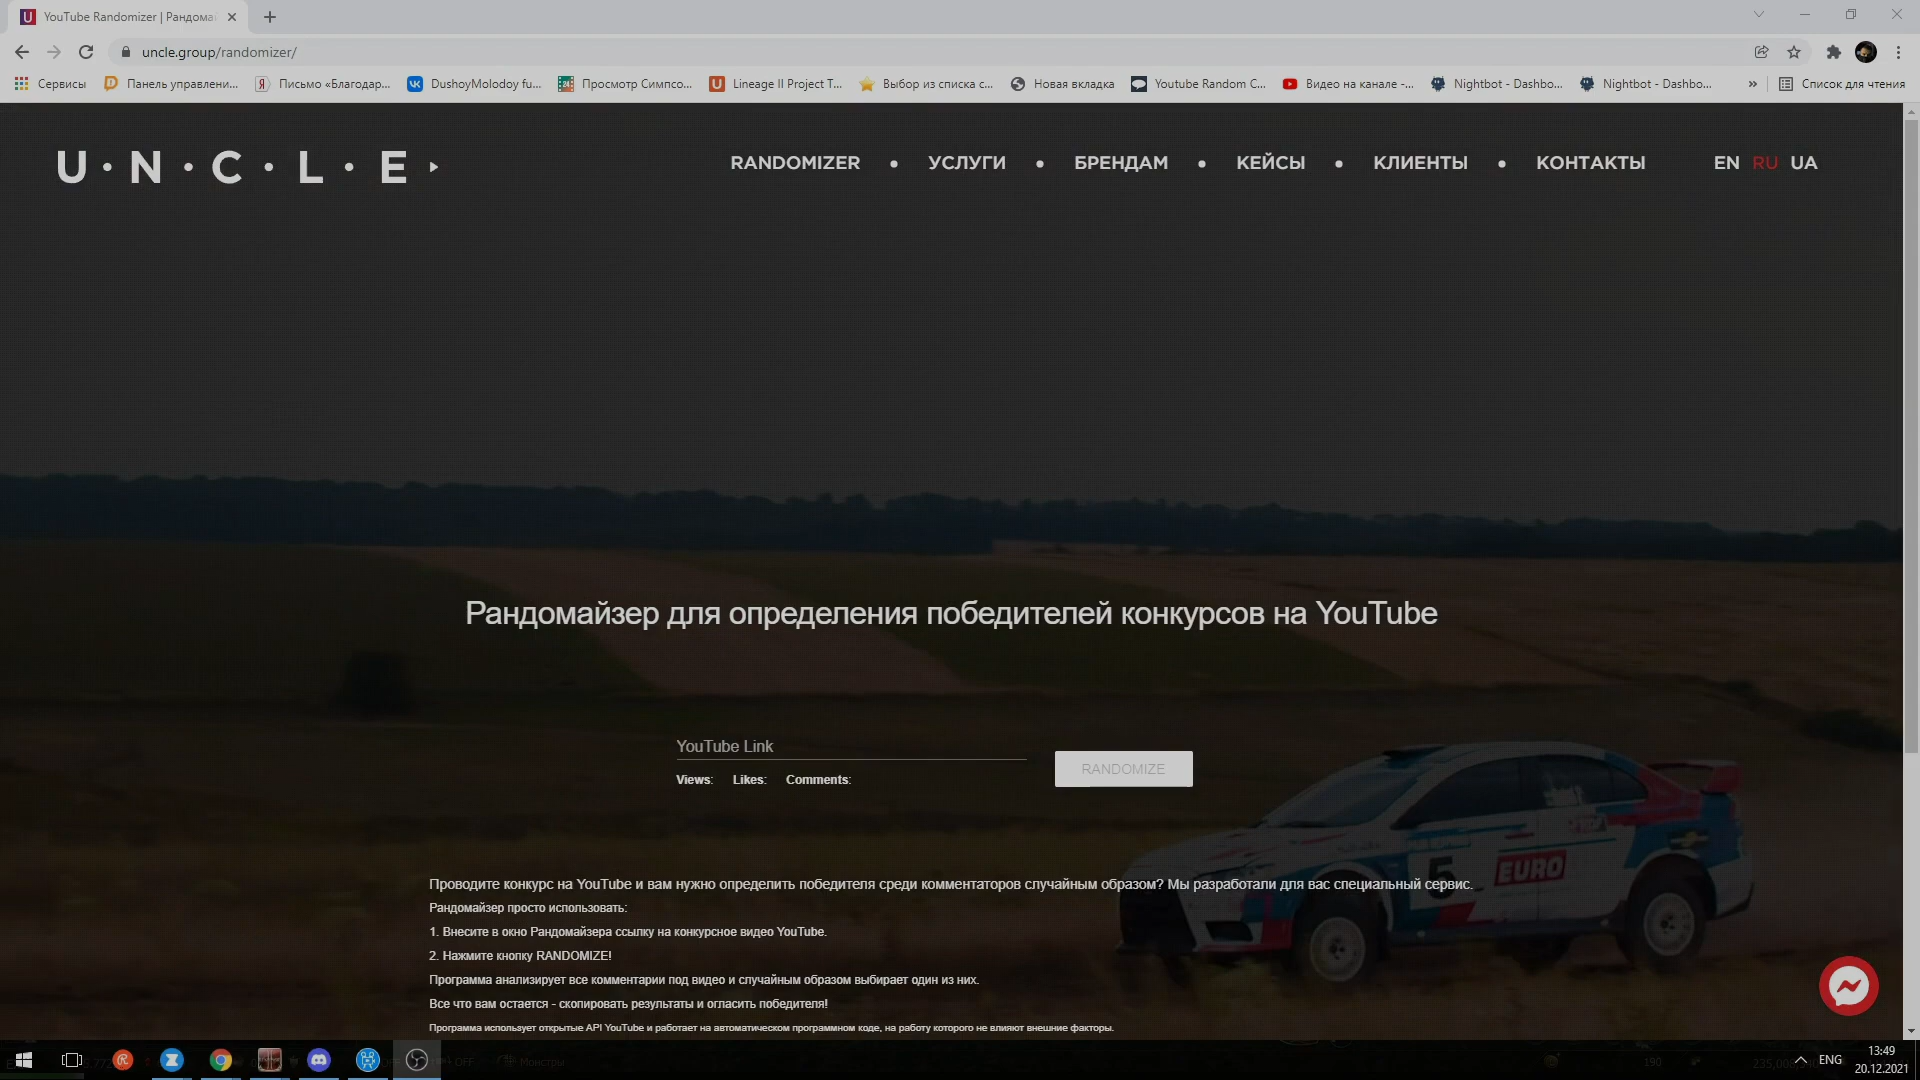 YouTube Randomizer | Рандома
uncle.group/randomizer/
Сервисы Панель управлени... Письмо «Благодар... DushoyMolodoy fu... Просмотр Симпсо... Lineage II Project T... Выбор из списка с... Новая вкладка Youtube Random C... Видео на канале -... Nightbot - Dashbo... Nightbot - Dashbo... » Список для чтения
U·N·C·L·E
RANDOMIZER • УСЛУГИ • БРЕНДАМ • КЕЙСЫ • КЛИЕНТЫ • КОНТАКТЫ EN RU UA
Рандомайзер для определения победителей конкурсов на YouTube
YouTube Link
RANDOMIZE
Views: Likes: Comments:
5 EURO
Проводите конкурс на YouTube и вам нужно определить победителя среди комментаторов случайным образом? Мы разработали для вас специальный сервис.
Рандомайзер просто использовать:
1. Внесите в окно Рандомайзера ссылку на конкурсное видео YouTube.
2. Нажмите кнопку RANDOMIZE!
Программа анализирует все комментарии под видео и случайным образом выбирает один из них.
Все что вам остается - скопировать результаты и огласить победителя!
Программа использует открытые API YouTube и работает на автоматическом программном коде, на работу которого не влияют внешние факторы.
OFF Монстры 190
ENG
13:49
20.12.2021